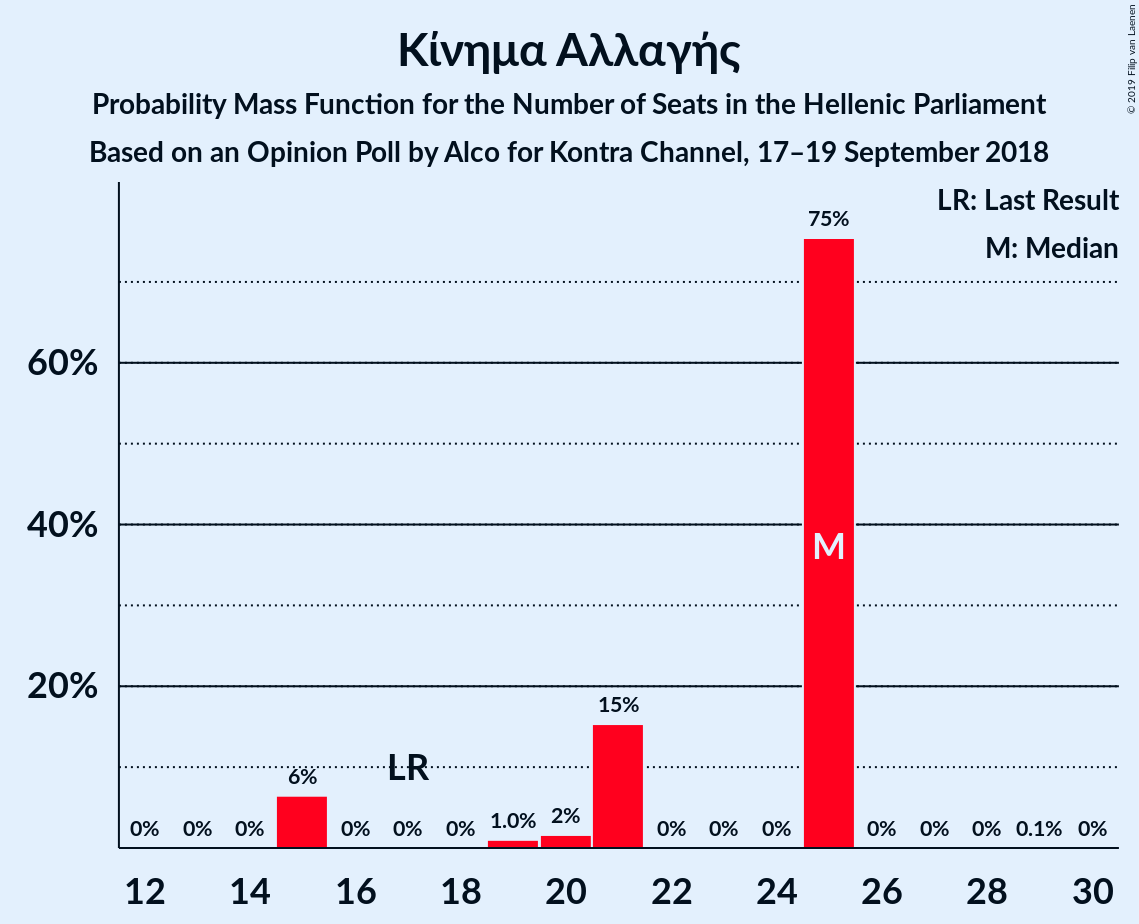 Κίνημα Αλλαγής
Probability Mass Function for the Number of Seats in the Hellenic Parliament
Based on an Opinion Poll by Alco for Kontra Channel, 17–19 September 2018
© 2019 Filip van Laenen
LR: Last Result
M: Median
75%
60%
40%
M
20%
15%
LR
6%
0% 0% 0% 0% 0% 0% 1.0% 2% 0% 0% 0% 0% 0% 0% 0.1% 0%
12 14 16 18 20 22 24 26 28 30